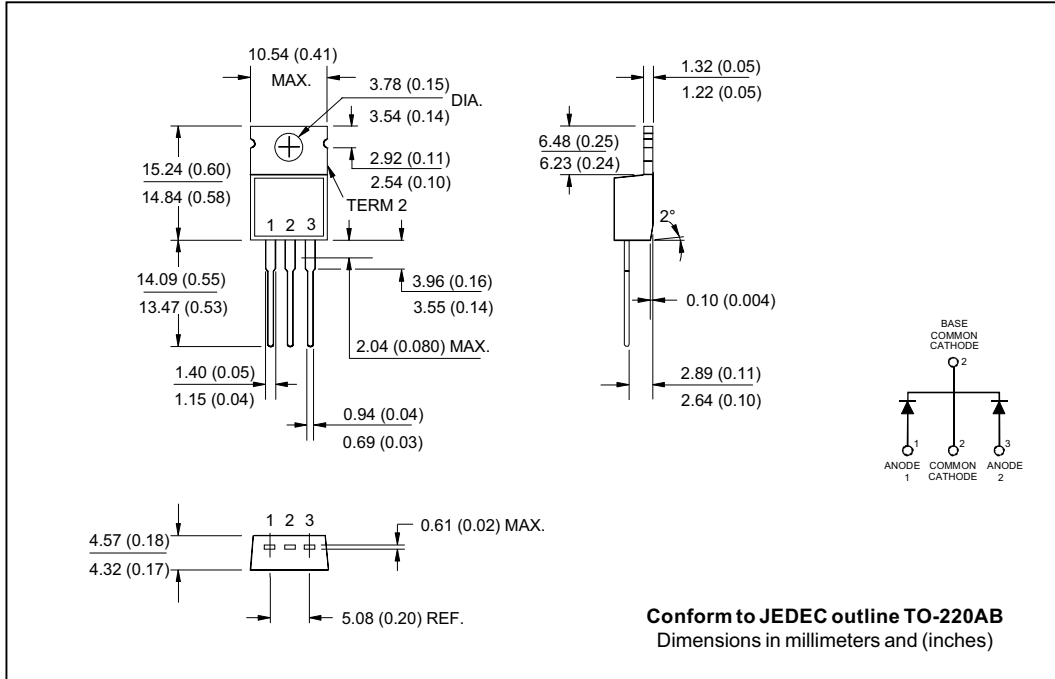 10.54 (0.41)
MAX.
3.78 (0.15)
3.54 (0.14)
DIA.
2.92 (0.11)
2.54 (0.10)
15.24 (0.60)
14.84 (0.58)
TERM 2
1 2 3
14.09 (0.55)
13.47 (0.53)
3.96 (0.16)
3.55 (0.14)
2.04 (0.080) MAX.
1.40 (0.05)
1.15 (0.04)
0.94 (0.04)
0.69 (0.03)
1.32 (0.05)
1.22 (0.05)
6.48 (0.25)
6.23 (0.24)
2°
0.10 (0.004)
2.89 (0.11)
2.64 (0.10)
BASE
COMMON
CATHODE
2
1 2 3
ANODE COMMON ANODE
1 CATHODE 2
1 2 3
0.61 (0.02) MAX.
4.57 (0.18)
4.32 (0.17)
5.08 (0.20) REF.
Conform to JEDEC outline TO-220AB
Dimensions in millimeters and (inches)